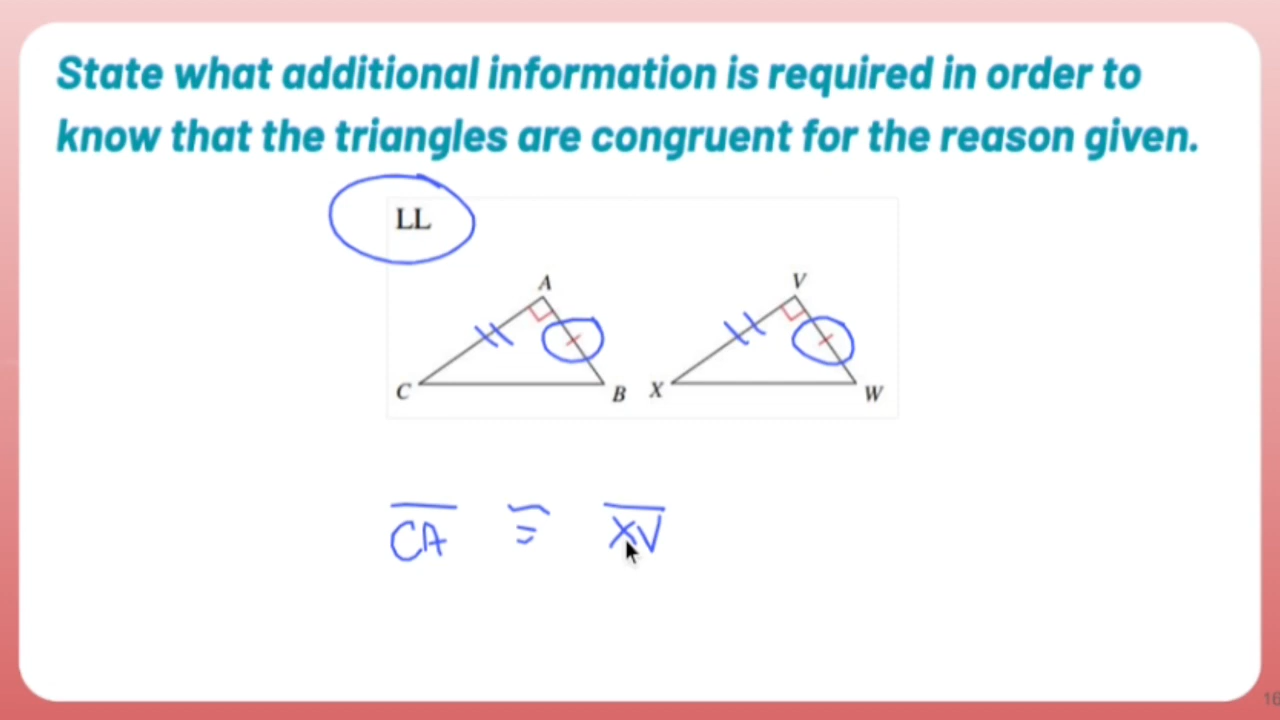 State what additional information is required in order to
know that the triangles are congruent for the reason given.
LL
A V
C B X W
CA ≅ XV
16